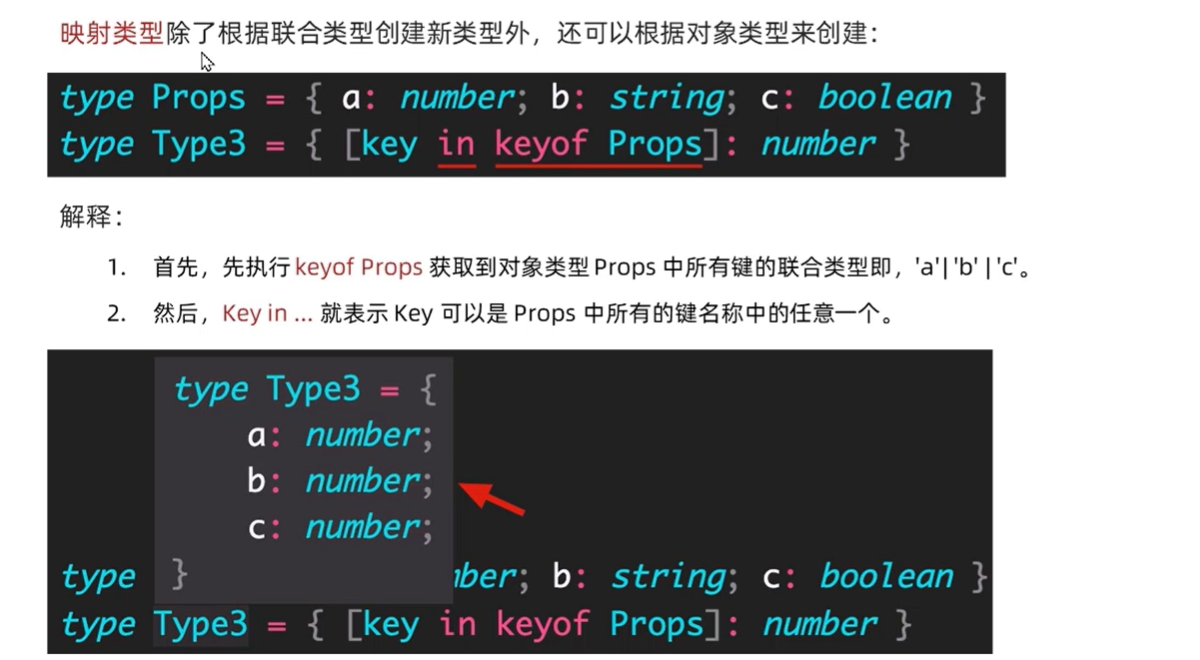 映射类型除了根据联合类型创建新类型外，还可以根据对象类型来创建：
type Props = { a: number; b: string; c: boolean }
type Type3 = { [key in keyof Props]: number }
解释：
1. 首先，先执行 keyof Props 获取到对象类型 Props 中所有键的联合类型即，'a'| 'b' | 'c'。
2. 然后，Key in ... 就表示 Key 可以是 Props 中所有的键名称中的任意一个。
type Type3 = {
a: number;
b: number;
c: number;
}
type mber; b: string; c: boolean }
type Type3 = { [key in keyof Props]: number }